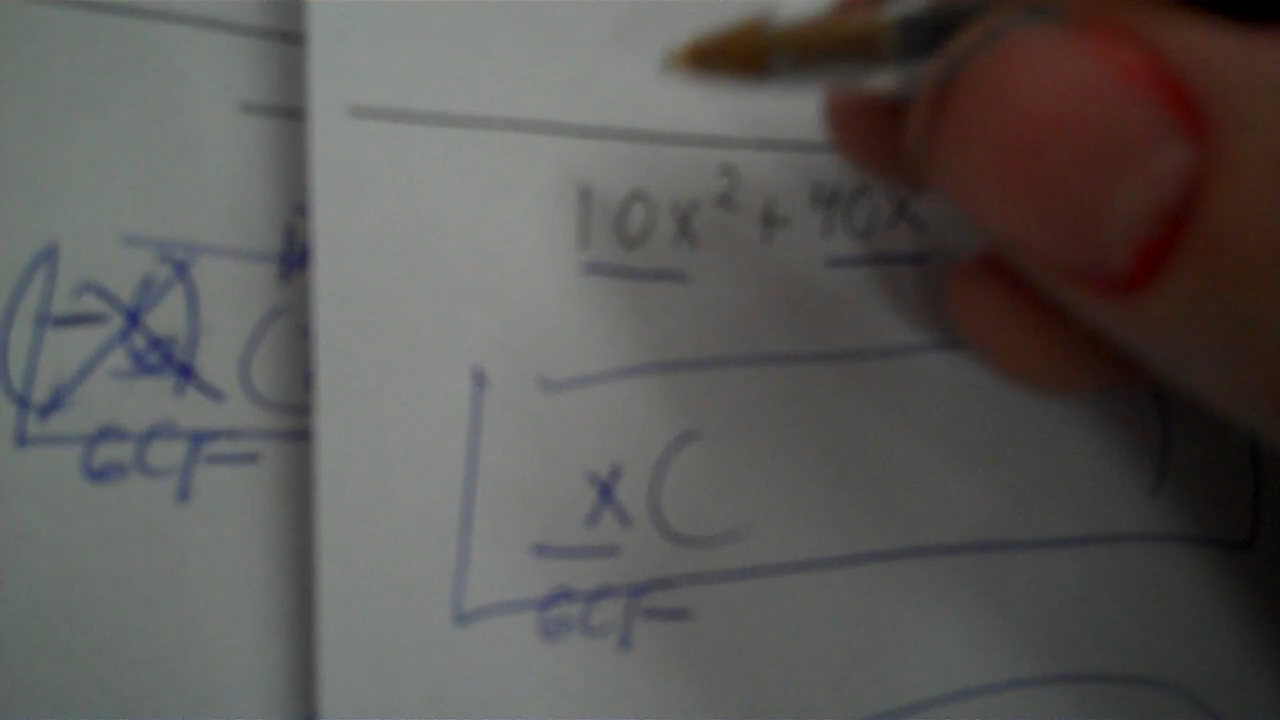 10x² + 40x
x (
GCF
GCF